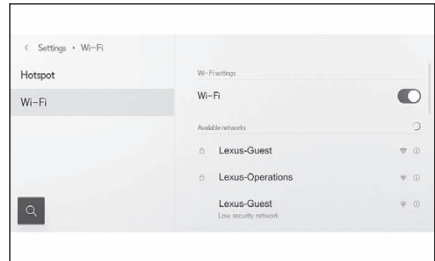 < Settings • Wi-Fi
Hotspot
Wi-Fi
Wi-Fi settings
Wi-Fi
Available networks
Lexus-Guest
Lexus-Operations
Lexus-Guest
Low security network